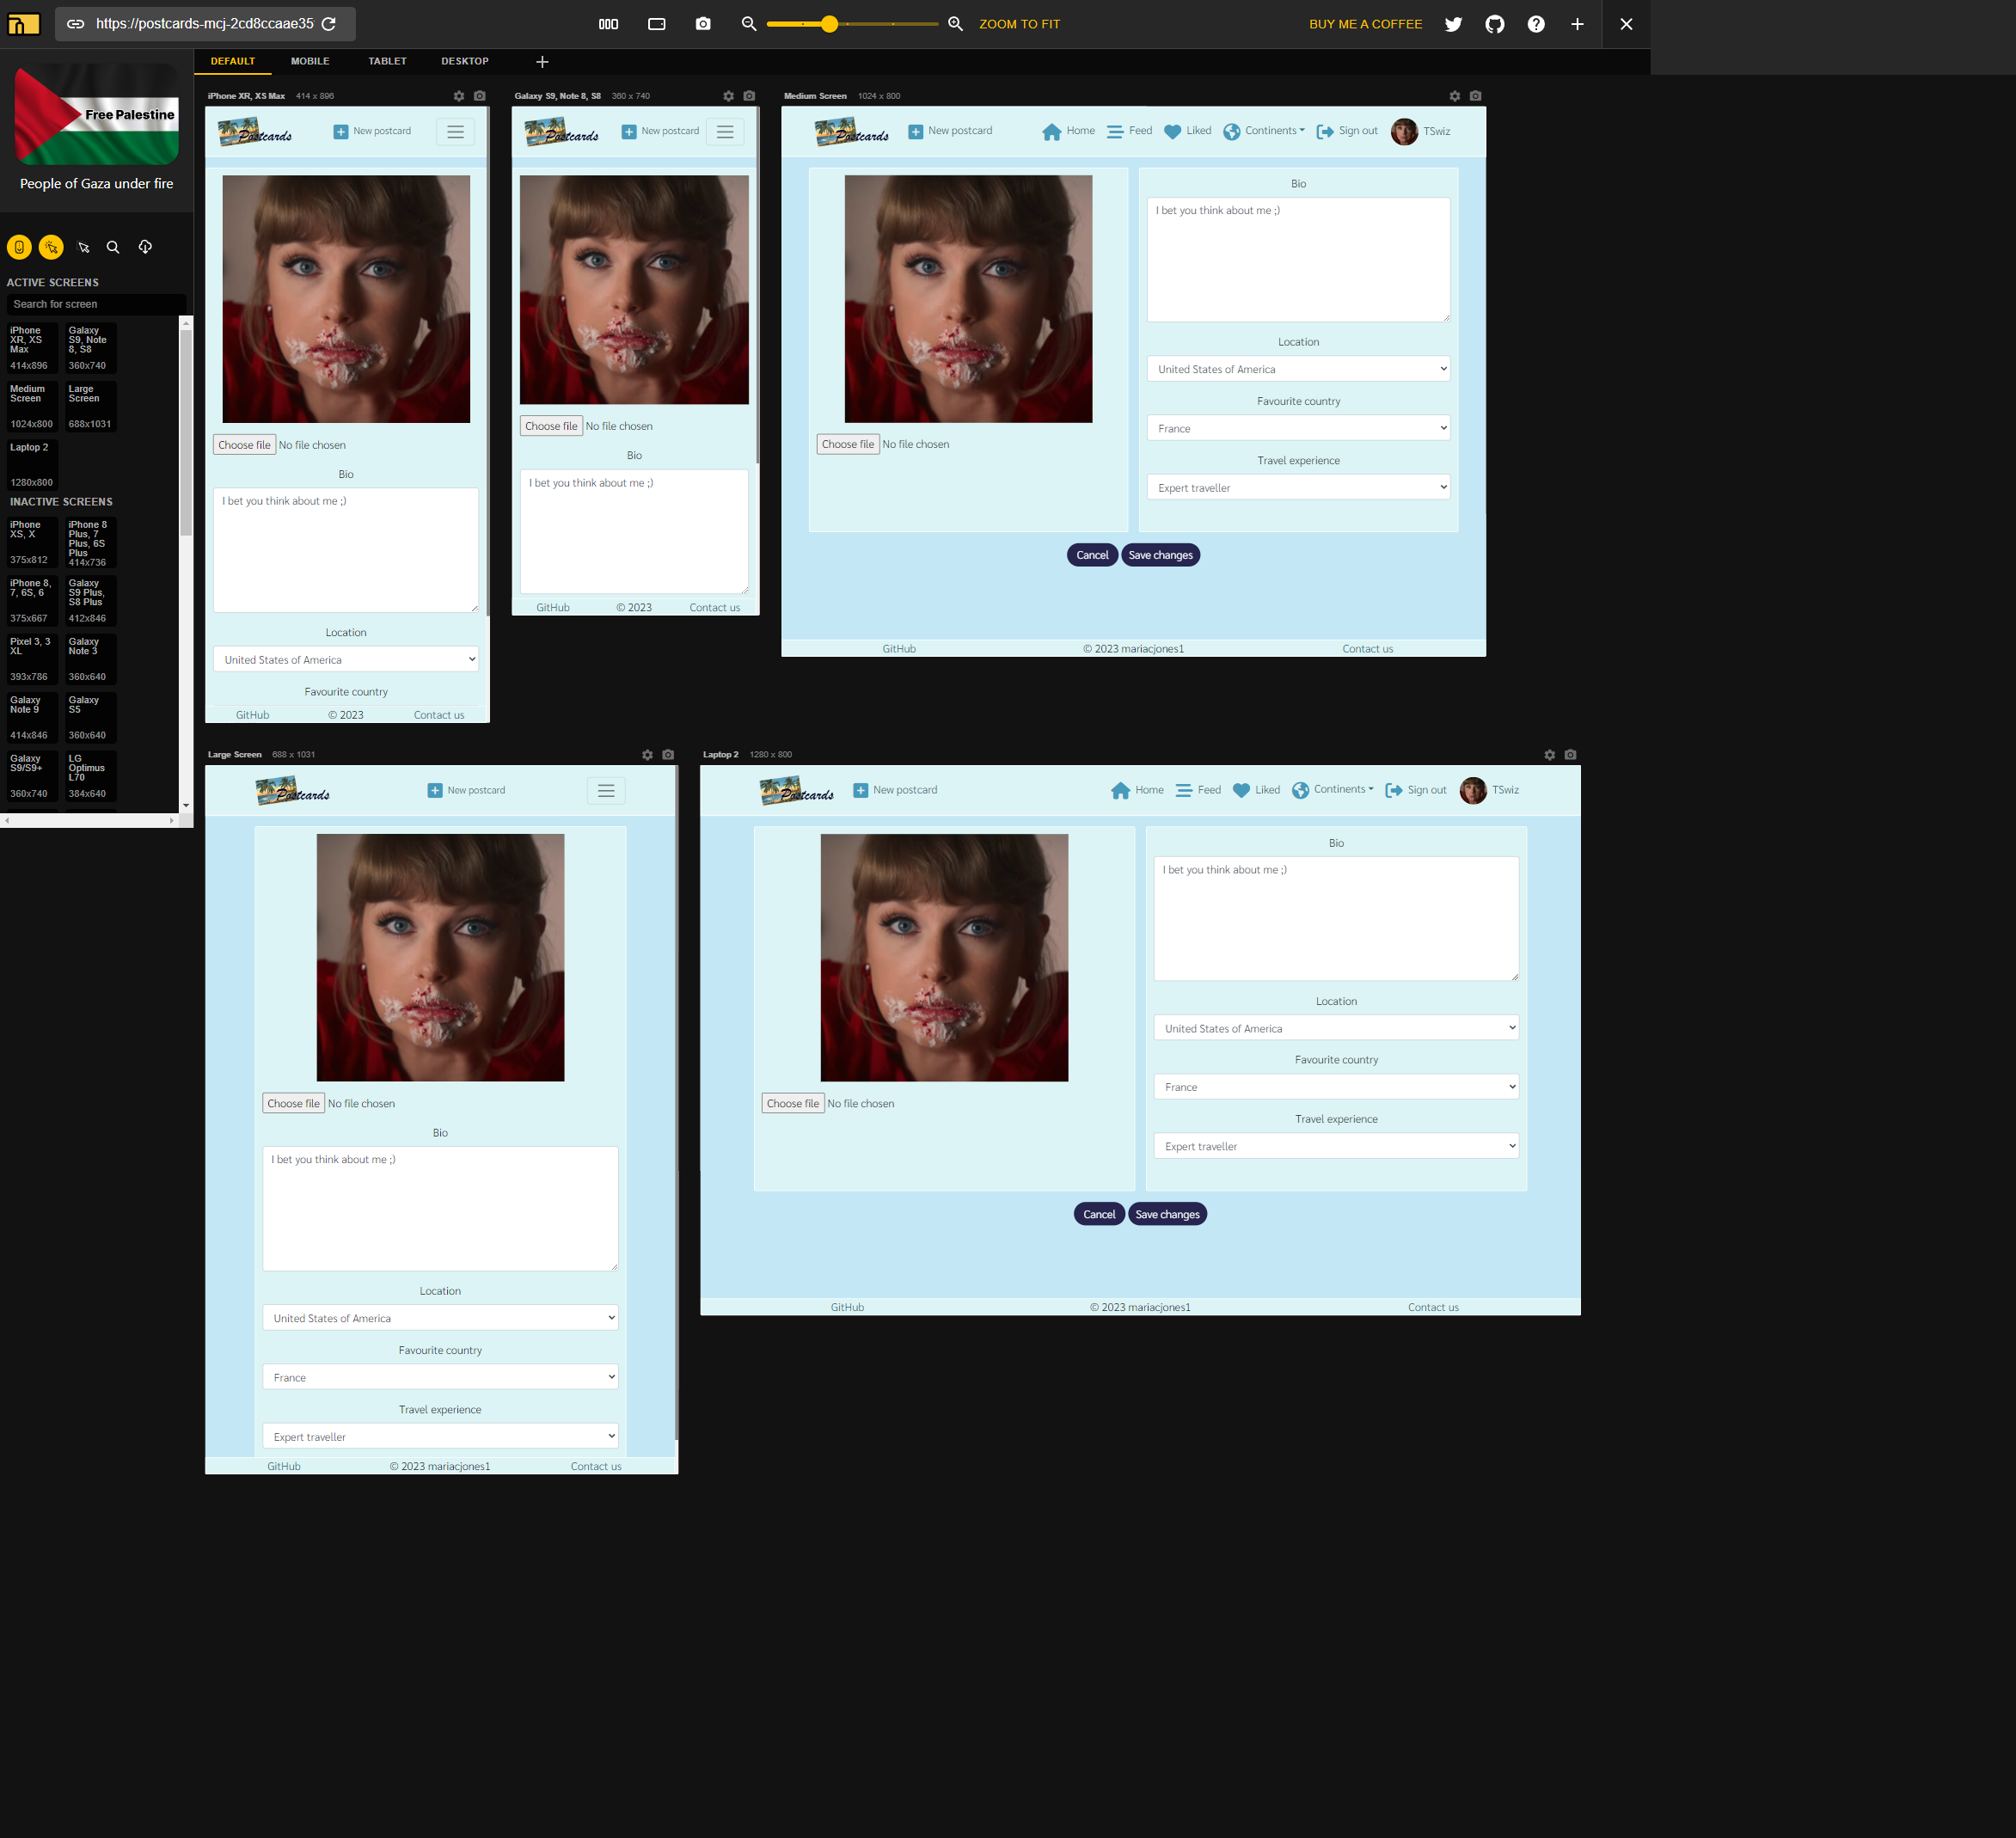 https://postcards-mcj-2cd8ccaae35
ZOOM TO FIT
BUY ME A COFFEE
DEFAULT
MOBILE
TABLET
DESKTOP
Free Palestine
People of Gaza under fire
ACTIVE SCREENS
Search for screen
iPhone XR, XS Max
414x896
Galaxy S9, Note 8, S8
360x740
Medium Screen
1024x800
Large Screen
688x1031
Laptop 2
1280x800
INACTIVE SCREENS
iPhone XS, X
375x812
iPhone 8 Plus, 7 Plus, 6S Plus
414x736
iPhone 8, 7, 6S, 6
375x667
Galaxy S9 Plus, S8 Plus
412x846
Pixel 3, 3 XL
393x786
Galaxy Note 3
360x640
Galaxy Note 9
414x846
Galaxy S5
360x640
Galaxy S9/S9+
360x740
LG Optimus L70
384x640
iPhone XR, XS Max 414 x 896
Postcards
New postcard
Choose file No file chosen
Bio
I bet you think about me ;)
Location
United States of America
Favourite country
GitHub © 2023 Contact us
Galaxy S9, Note 8, S8 360 x 740
Postcards
New postcard
Choose file No file chosen
Bio
I bet you think about me ;)
GitHub © 2023 Contact us
Medium Screen 1024 x 800
Postcards
New postcard
Home
Feed
Liked
Continents
Sign out
TSwiz
Choose file No file chosen
Bio
I bet you think about me ;)
Location
United States of America
Favourite country
France
Travel experience
Expert traveller
Cancel Save changes
GitHub © 2023 mariacjones1 Contact us
Large Screen 688 x 1031
Postcards
New postcard
Choose file No file chosen
Bio
I bet you think about me ;)
Location
United States of America
Favourite country
France
Travel experience
Expert traveller
GitHub © 2023 mariacjones1 Contact us
Laptop 2 1280 x 800
Postcards
New postcard
Home
Feed
Liked
Continents
Sign out
TSwiz
Choose file No file chosen
Bio
I bet you think about me ;)
Location
United States of America
Favourite country
France
Travel experience
Expert traveller
Cancel Save changes
GitHub © 2023 mariacjones1 Contact us